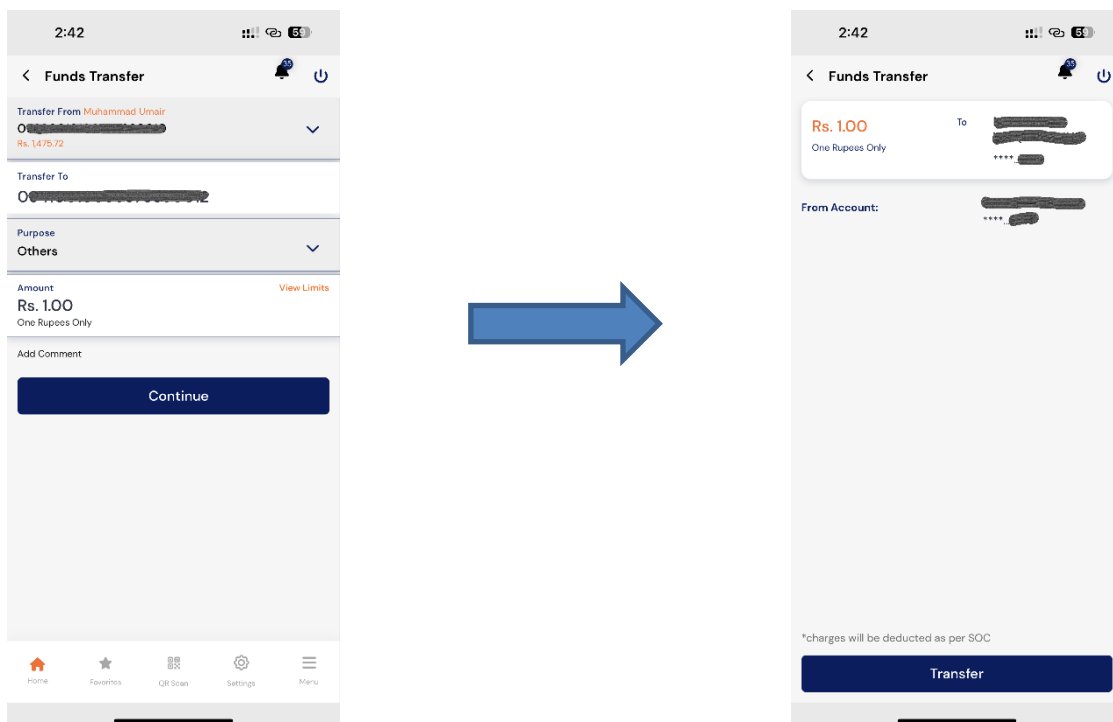 2:42
59
Funds Transfer
35
Transfer From Muhammad Umair
Rs. 1,475.72
Transfer To
Purpose
Others
Amount
View Limits
Rs. 1.00
One Rupees Only
Add Comment
Continue
Home
Favorites
QR Scan
Settings
Menu
2:42
59
Funds Transfer
35
Rs. 1.00
To
One Rupees Only
****_
From Account:
****_
*charges will be deducted as per SOC
Transfer